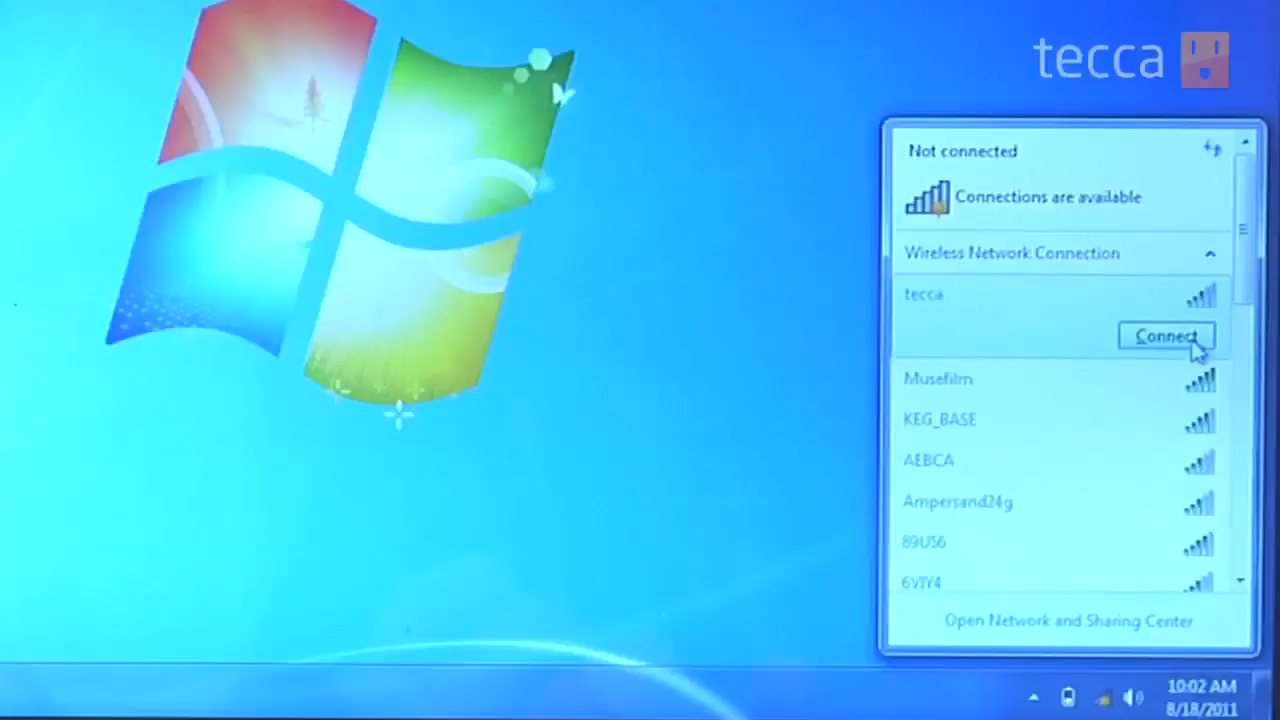 tecca
Not connected
Connections are available
Wireless Network Connection
tecca
Connect
Musefilm
KEG_BASE
AEBCA
Ampersand24g
89US6
6VIY4
Open Network and Sharing Center
10:02 AM
8/18/2011